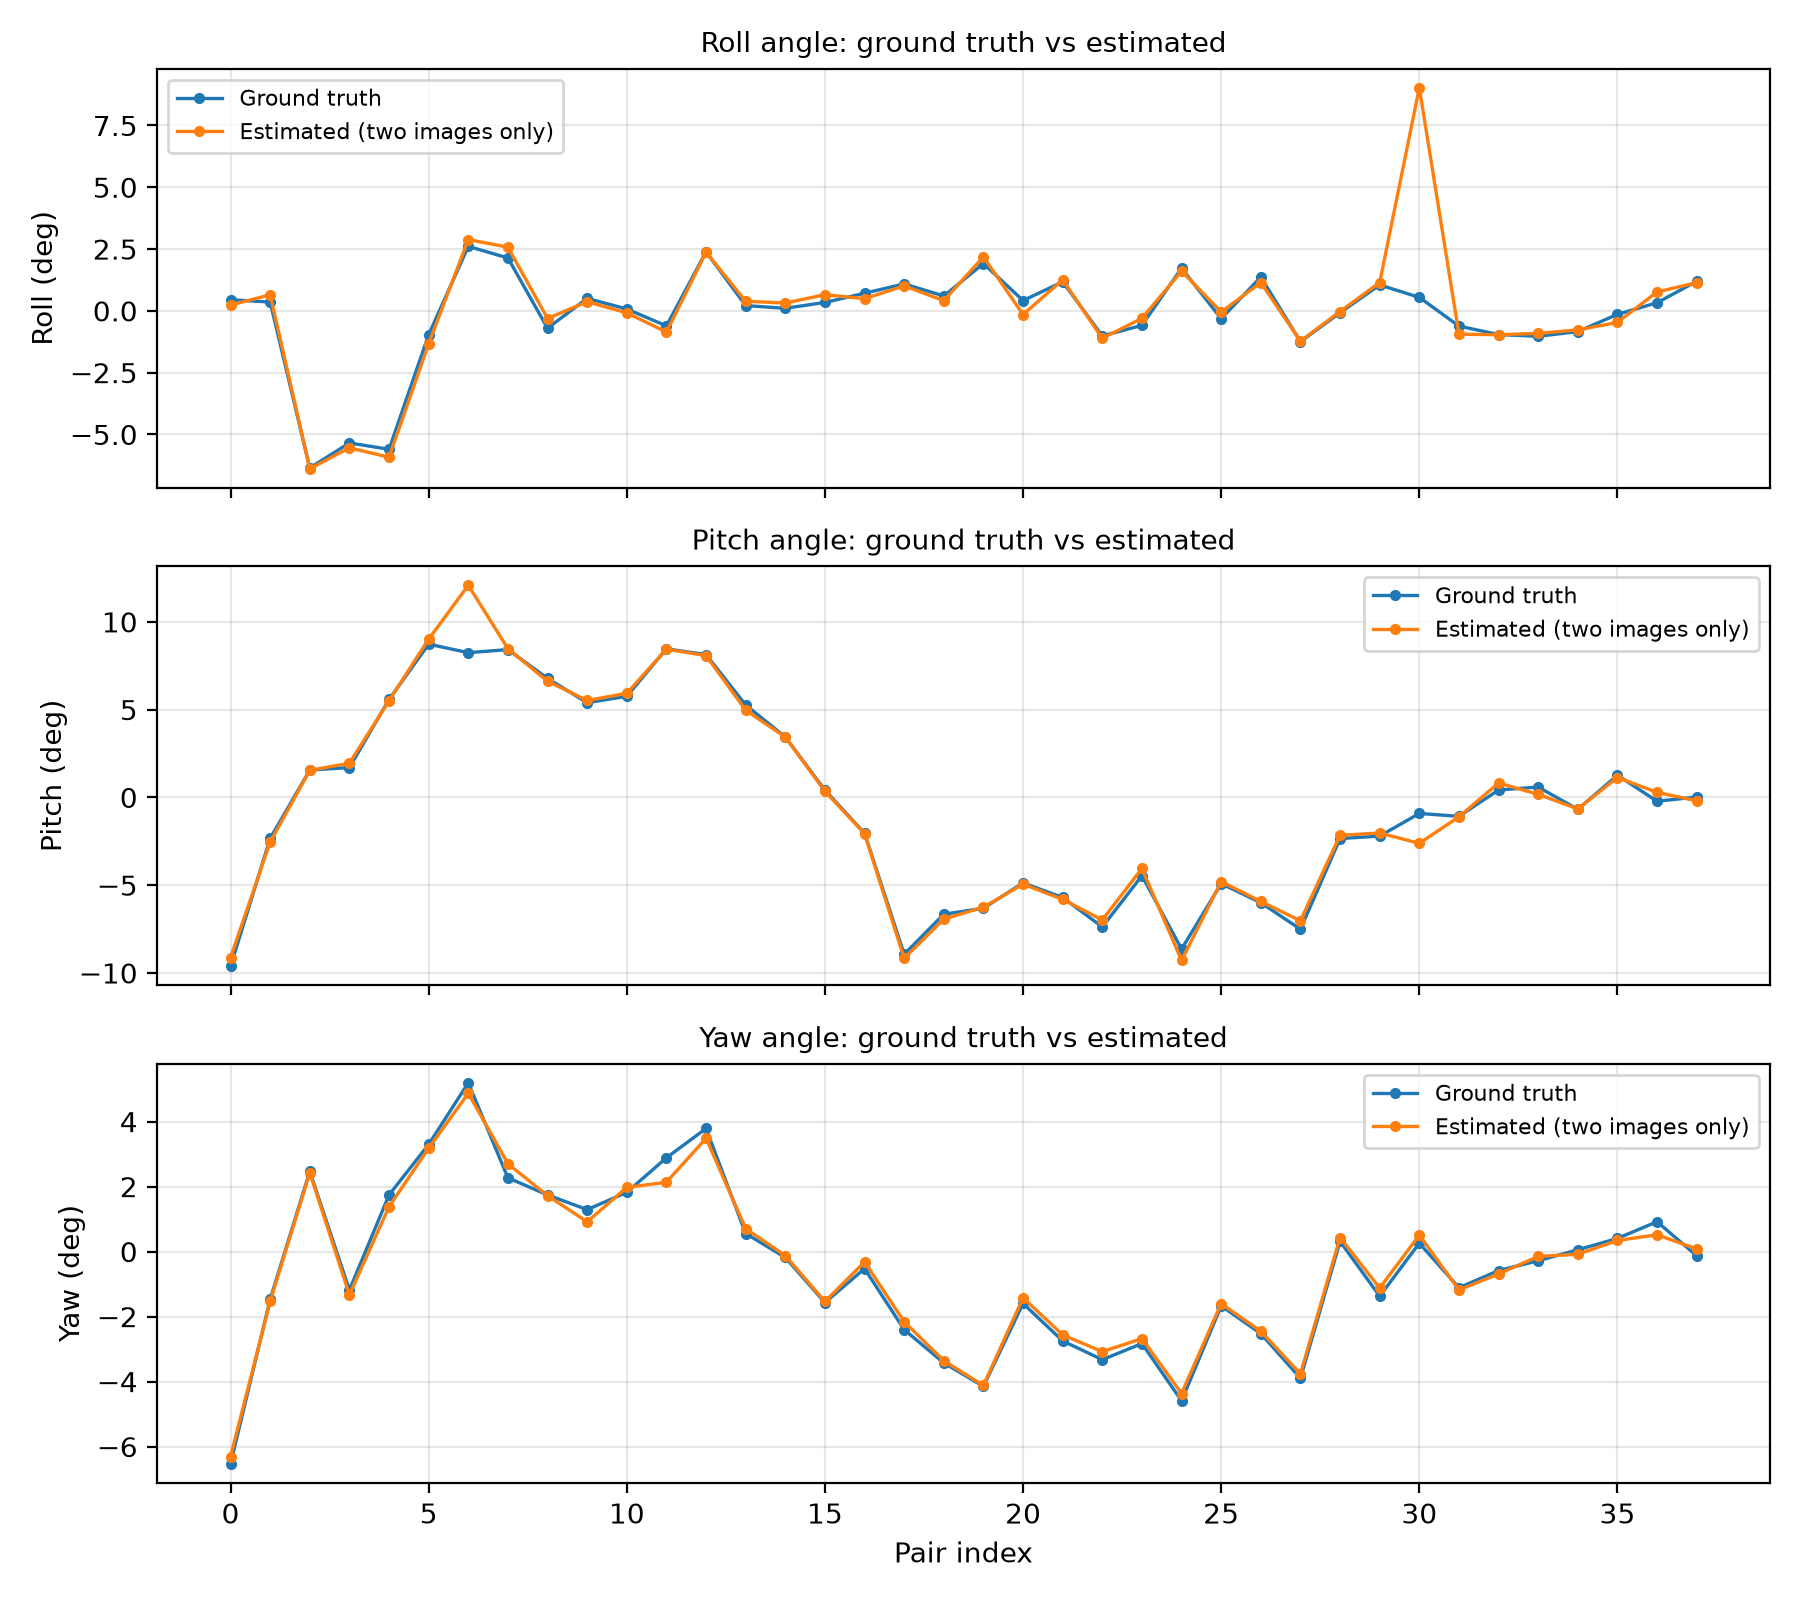 Roll angle: ground truth vs estimated
Ground truth
Estimated (two images only)
7.5
5.0
2.5
0.0
−2.5
−5.0
Roll (deg)
Pitch angle: ground truth vs estimated
Ground truth
Estimated (two images only)
10
5
0
−5
−10
Pitch (deg)
Yaw angle: ground truth vs estimated
Ground truth
Estimated (two images only)
4
2
0
−2
−4
−6
Yaw (deg)
0 5 10 15 20 25 30 35
Pair index